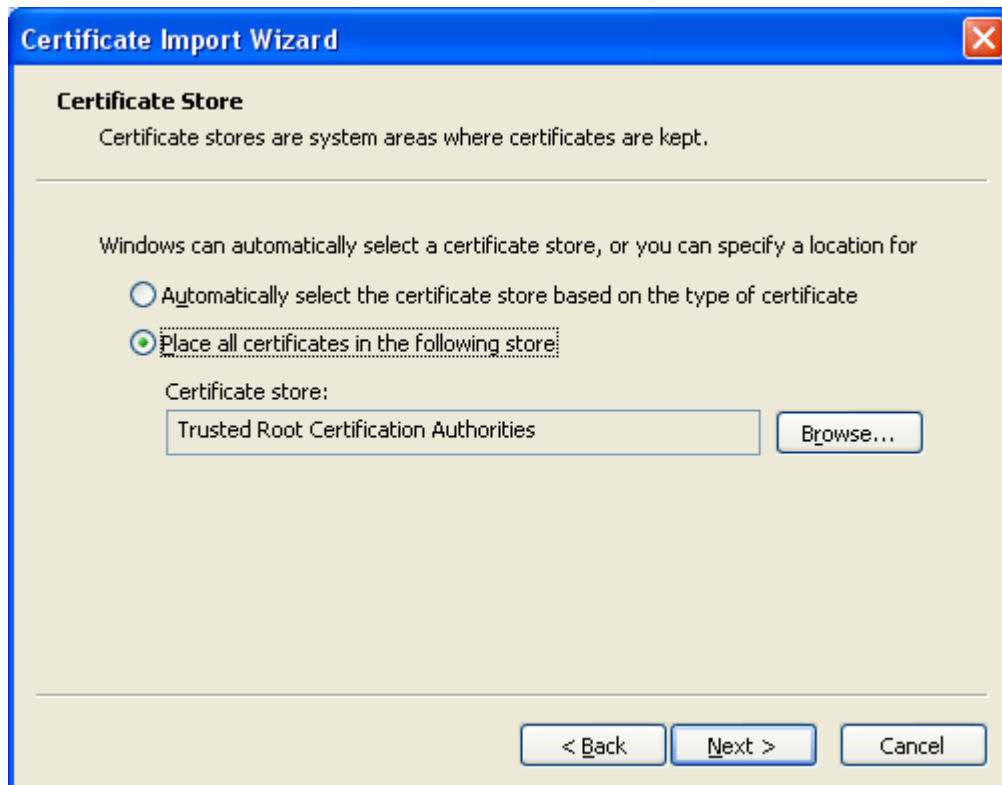 Certificate Import Wizard
Certificate Store
Certificate stores are system areas where certificates are kept.
Windows can automatically select a certificate store, or you can specify a location for
Automatically select the certificate store based on the type of certificate
Place all certificates in the following store
Certificate store:
Trusted Root Certification Authorities
Browse...
< Back
Next >
Cancel